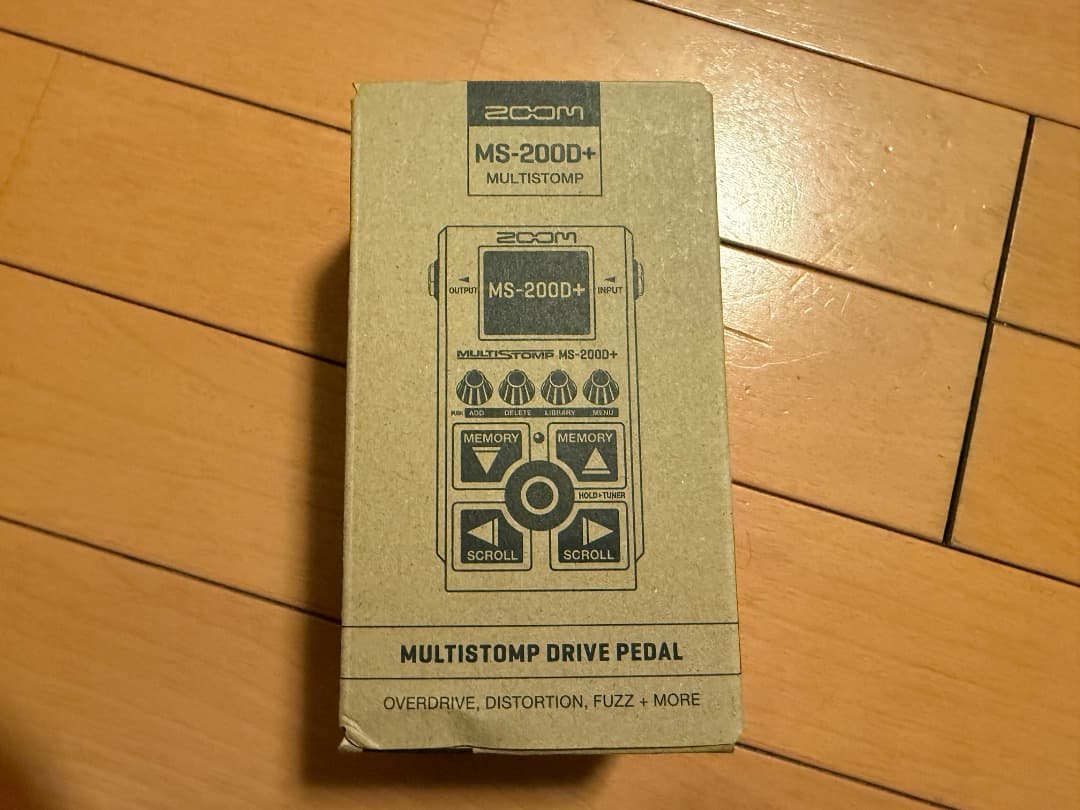 ZOOM
MS-200D+
MULTISTOMP
ZOOM
OUTPUT MS-200D+ INPUT
MULTISTOMP MS-200D+
PUSH ADD DELETE LIBRARY MENU
MEMORY MEMORY
HOLD▶TUNER
SCROLL SCROLL
MULTISTOMP DRIVE PEDAL
OVERDRIVE, DISTORTION, FUZZ + MORE